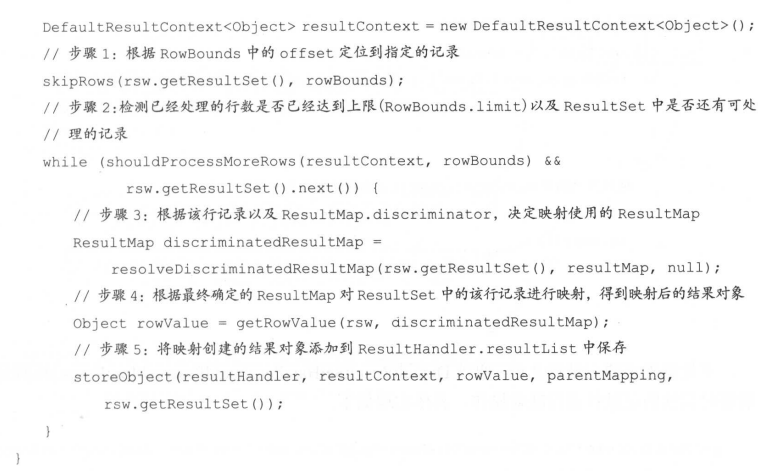 DefaultResultContext<Object> resultContext = new DefaultResultContext<Object>();
// 步骤 1: 根据 RowBounds 中的 offset 定位到指定的记录
skipRows(rsw.getResultSet(), rowBounds);
// 步骤 2:检测已经处理的行数是否已经达到上限(RowBounds.limit)以及 ResultSet 中是否还有可处
// 理的记录
while (shouldProcessMoreRows(resultContext, rowBounds) &&
rsw.getResultSet().next()) {
// 步骤 3: 根据该行记录以及 ResultMap.discriminator, 决定映射使用的 ResultMap
ResultMap discriminatedResultMap =
resolveDiscriminatedResultMap(rsw.getResultSet(), resultMap, null);
// 步骤 4: 根据最终确定的 ResultMap 对 ResultSet 中的该行记录进行映射, 得到映射后的结果对象
Object rowValue = getRowValue(rsw, discriminatedResultMap);
// 步骤 5: 将映射创建的结果对象添加到 ResultHandler.resultList 中保存
storeObject(resultHandler, resultContext, rowValue, parentMapping,
rsw.getResultSet());
}
}